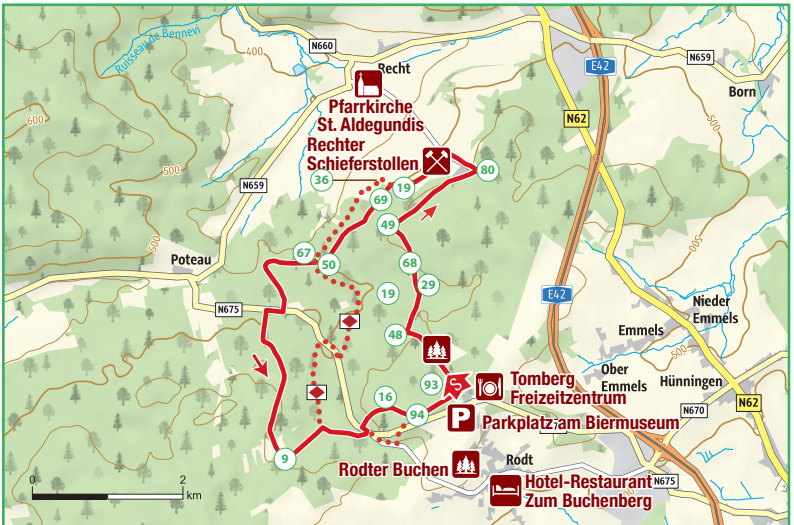 Ruisseau de Bennevi
400
N660
Recht
N659
Born
E42
N62
600
500
Pfarrkirche
St. Aldegundis
Rechter
Schieferstollen
36
19
80
69
N659
500
49
500
500
67
50
68
Poteau
29
19
E42
N675
Nieder
Emmels
48
Emmels
500
Ober
Emmels
Hünningen
93
S
Tomberg
Freizeitzentrum
16
94
N670
N62
P
Parkplatz am Biermuseum
9
Rodter Buchen
Rodt
Hotel-Restaurant
Zum Buchenberg
N675
0 2
km